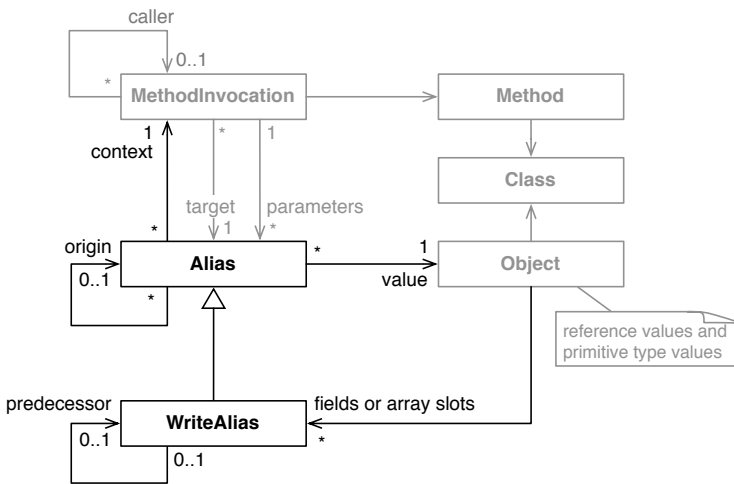 caller
0..1
*
MethodInvocation
Method
1
*
1
context
Class
target
parameters
*
1
*
origin
*
1
0..1
Alias
Object
*
value
reference values and
primitive type values
predecessor
fields or array slots
WriteAlias
0..1
*
0..1